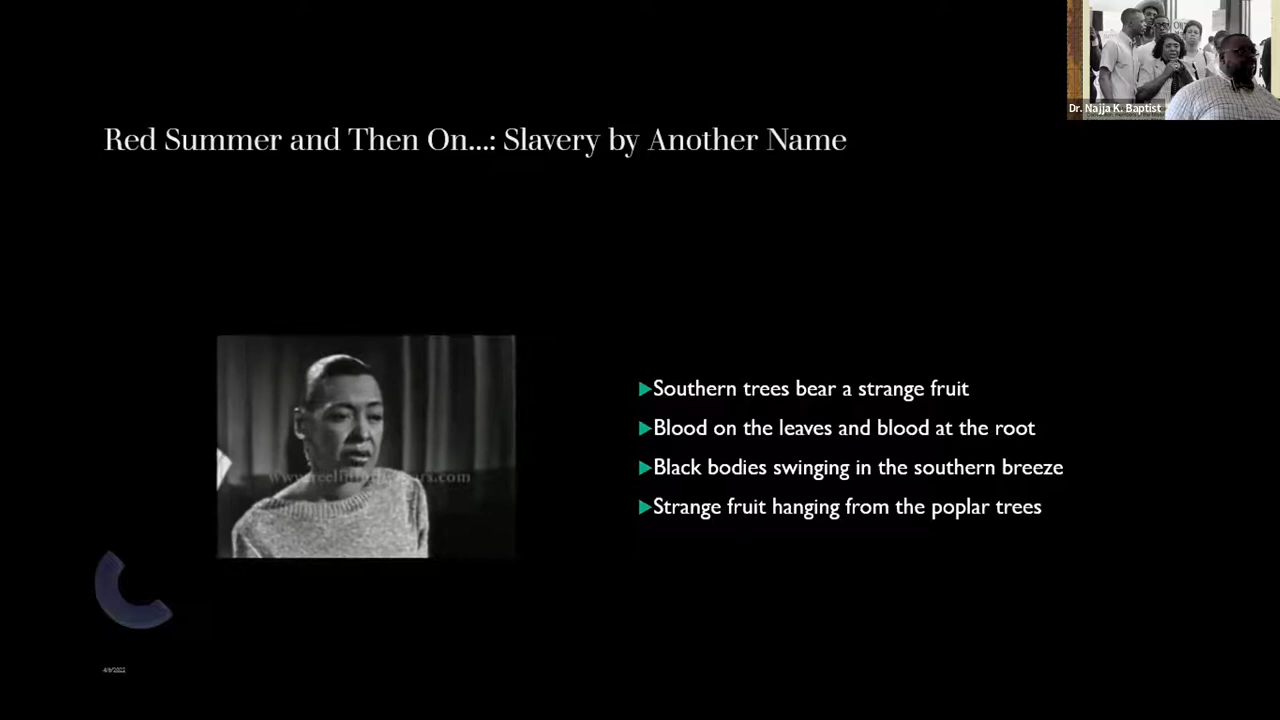 Dr. Najja K. Baptist
Red Summer and Then On...: Slavery by Another Name
Southern trees bear a strange fruit
Blood on the leaves and blood at the root
Black bodies swinging in the southern breeze
Strange fruit hanging from the poplar trees